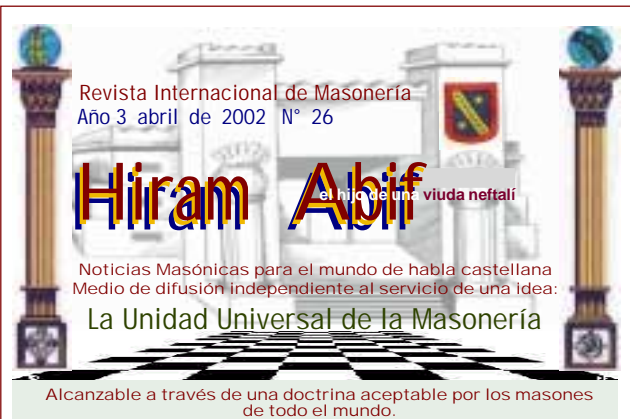 Revista Internacional de Masonería
Año 3 abril de 2002 N° 26
Hiram Abif
el hijo de una viuda neftalí
Noticias Masónicas para el mundo de habla castellana
Medio de difusión independiente al servicio de una idea:
La Unidad Universal de la Masonería
Alcanzable a través de una doctrina aceptable por los masones
de todo el mundo.